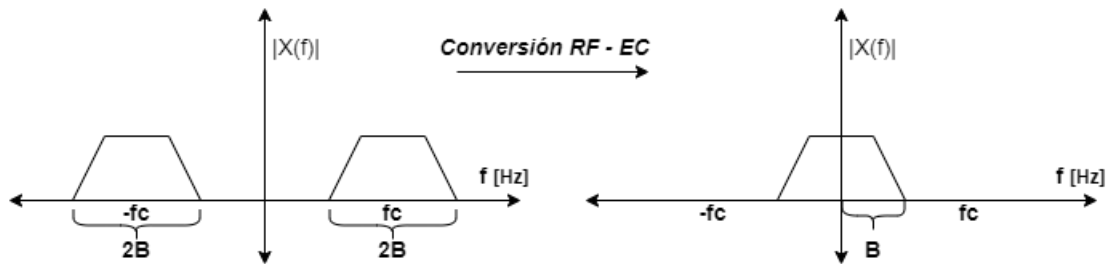 |X(f)|
Conversión RF - EC
|X(f)|
f [Hz]
-fc
fc
2B
2B
f [Hz]
-fc
fc
B